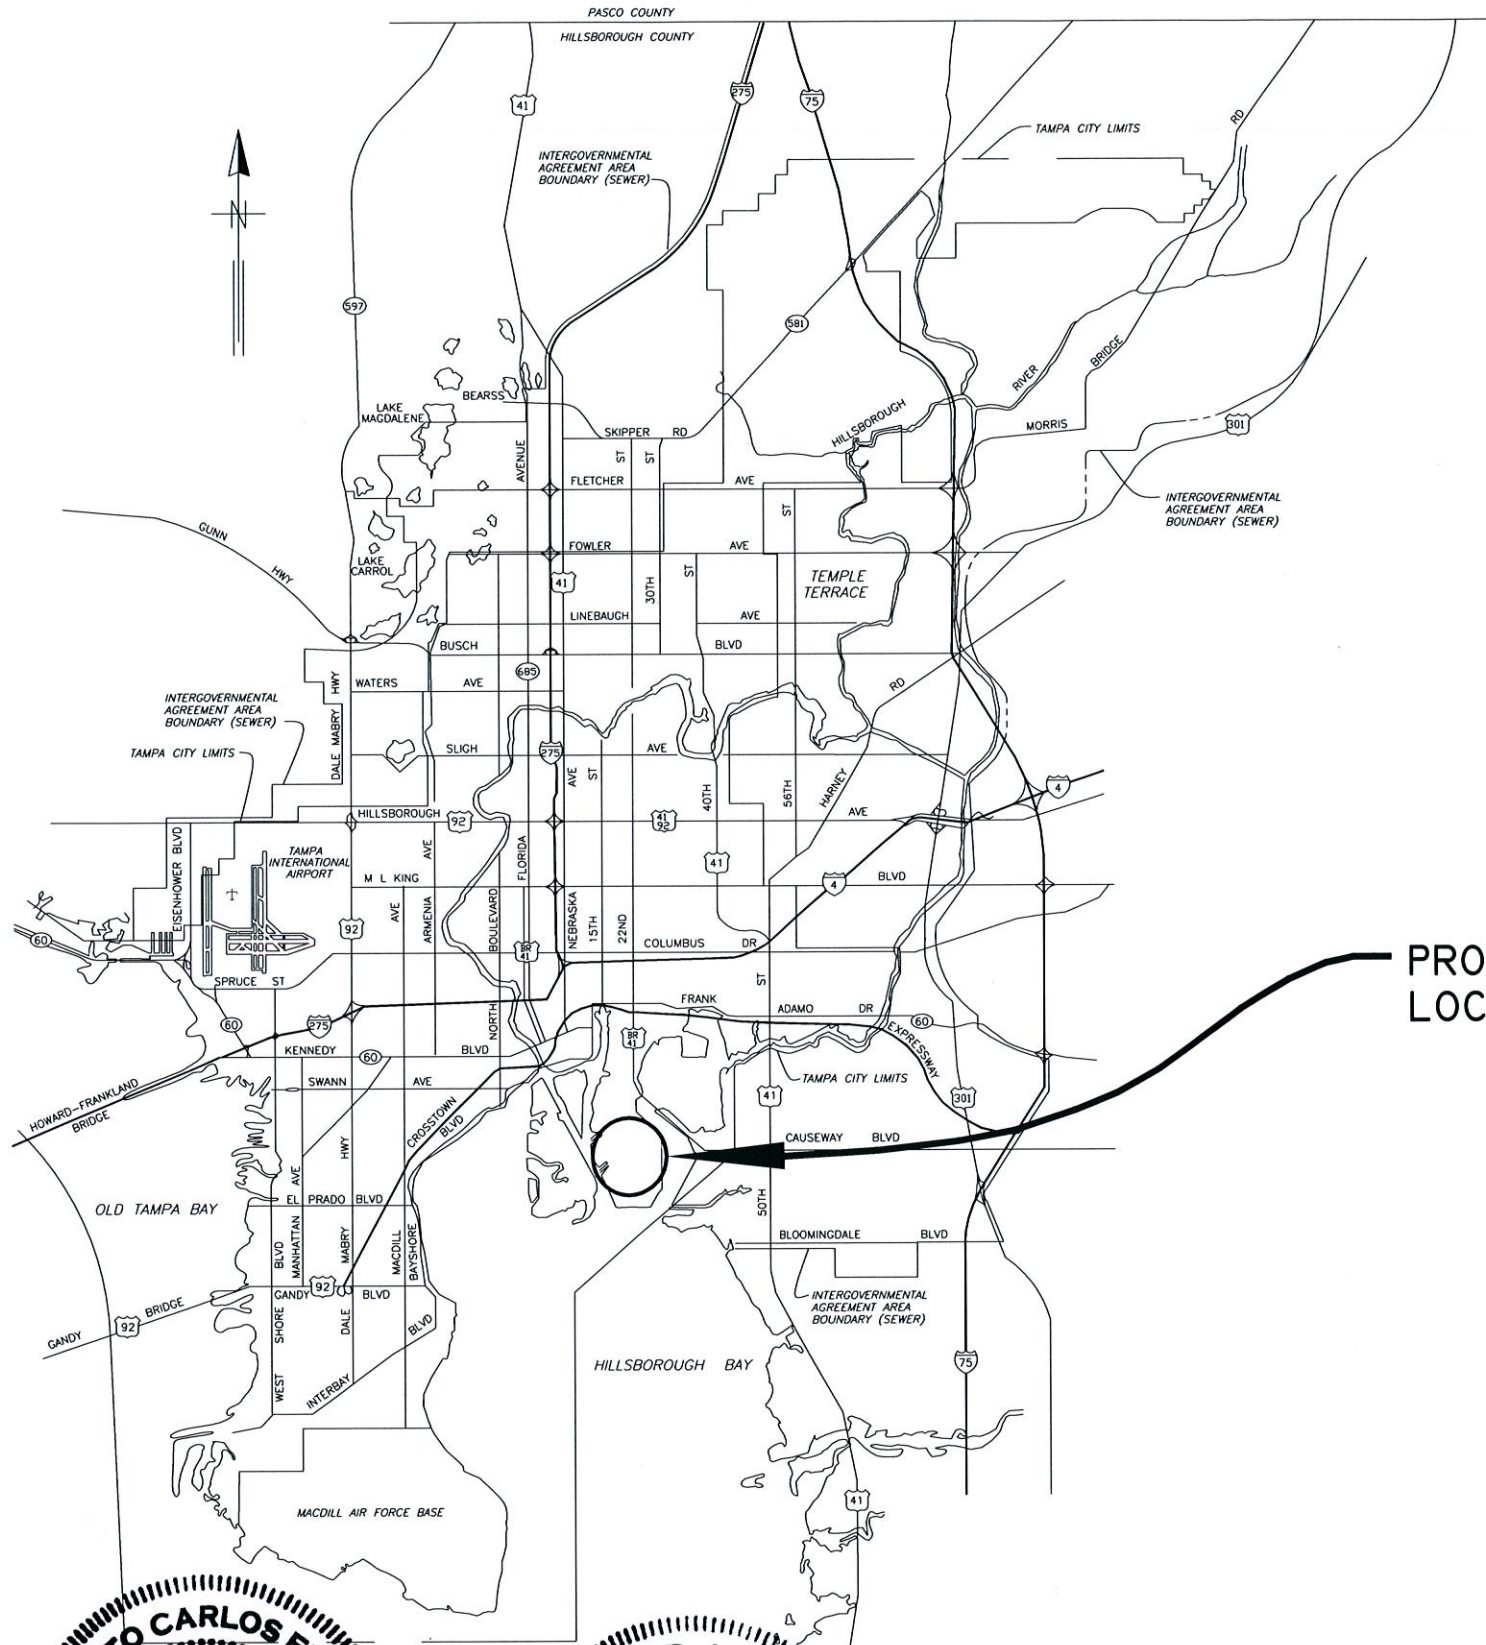 PASCO COUNTY
HILLSBOROUGH COUNTY
275
75
41
RD
TAMPA CITY LIMITS
INTERGOVERNMENTAL
AGREEMENT AREA
BOUNDARY (SEWER)
N
597
581
BRIDGE
RIVER
BEARSS
LAKE
MAGDALENE
HILLSBOROUGH
301
MORRIS
SKIPPER RD
AVENUE
ST
ST
FLETCHER AVE
INTERGOVERNMENTAL
AGREEMENT AREA
BOUNDARY (SEWER)
ST
GUNN
HWY
FOWLER AVE
LAKE
CARROL
ST
41
30TH
TEMPLE
TERRACE
LINEBAUGH AVE
BUSCH BLVD
685
WATERS AVE
RD
HWY
INTERGOVERNMENTAL
AGREEMENT AREA
BOUNDARY (SEWER)
DALE MABRY
TAMPA CITY LIMITS
SLIGH AVE
275
AVE
ST
40TH
56TH
HARNEY
4
HILLSBOROUGH
92
41
92
AVE
EISENHOWER BLVD
TAMPA
INTERNATIONAL
AIRPORT
AVE
FLORIDA
41
M L KING BLVD
4
AVE
ARMENIA
BOULEVARD
NEBRASKA
15TH
22ND
92
60
COLUMBUS DR
BR
41
PRO
LOC
SPRUCE ST
ST
FRANK
ADAMO DR
60
EXPRESSWAY
NORTH
60
275
BR
41
KENNEDY
60
BLVD
SWANN AVE
TAMPA CITY LIMITS
41
301
HOWARD-FRANKLAND
BRIDGE
CROSSTOWN
BLVD
HWY
CAUSEWAY BLVD
AVE
OLD TAMPA BAY
EL PRADO BLVD
50TH
BLVD
MANHATTAN
MABRY
MACDILL
BAYSHORE
BLOOMINGDALE BLVD
92
GANDY BLVD
INTERGOVERNMENTAL
AGREEMENT AREA
BOUNDARY (SEWER)
GANDY
92
BRIDGE
SHORE
DALE
BLVD
HILLSBOROUGH BAY
75
WEST
INTERBAY
41
MACDILL AIR FORCE BASE
CARLOS